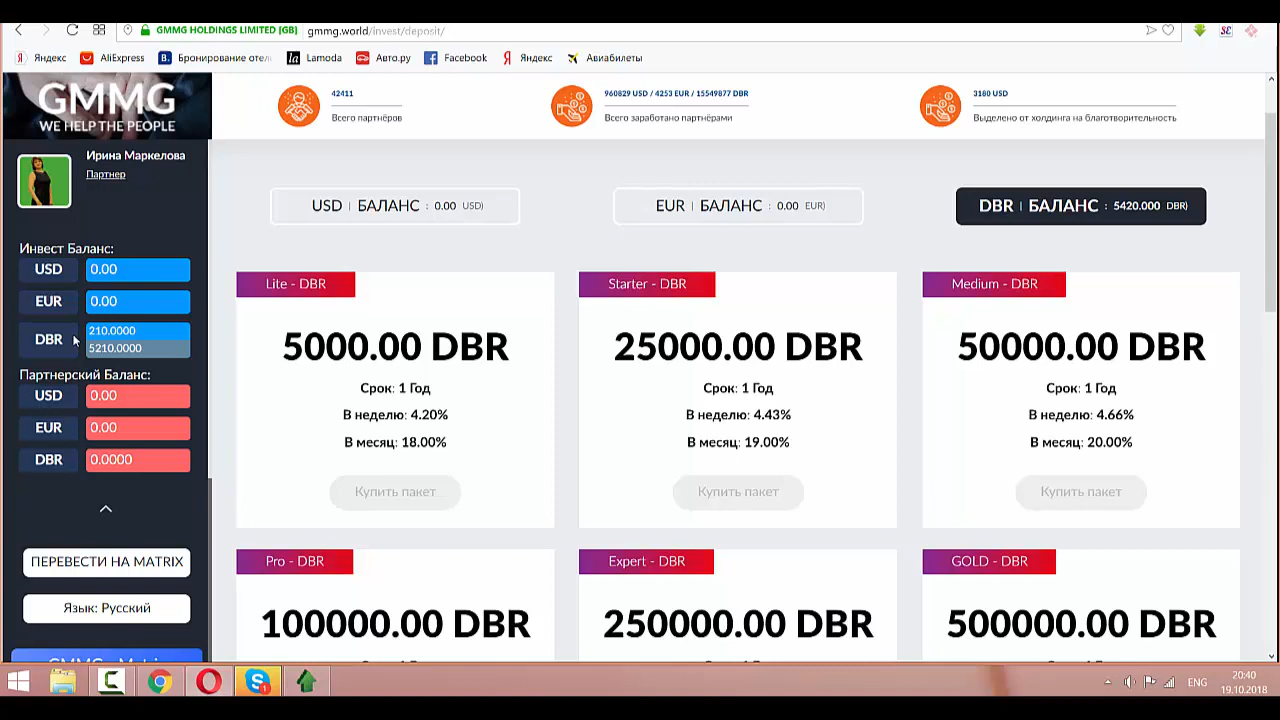 GMMG HOLDINGS LIMITED [GB]
gmmg.world/invest/deposit/
Яндекс
AliExpress
Бронирование отел
Lamoda
Авто.ру
Facebook
Яндекс
Авиабилеты
GMMG
WE HELP THE PEOPLE
42411
Всего партнёров
960829 USD / 4253 EUR / 15549877 DBR
Всего заработано партнёрами
3180 USD
Выделено от холдинга на благотворительность
Ирина Маркелова
Партнер
USD | БАЛАНС : 0.00 USD)
EUR | БАЛАНС : 0.00 EUR)
DBR | БАЛАНС : 5420.000 DBR)
Инвест Баланс:
USD 0.00
EUR 0.00
DBR 210.0000
5210.0000
Партнерский Баланс:
USD 0.00
EUR 0.00
DBR 0.0000
ПЕРЕВЕСТИ НА MATRIX
Язык: Русский
GMMG - Matrix
Lite - DBR
5000.00 DBR
Срок: 1 Год
В неделю: 4.20%
В месяц: 18.00%
Купить пакет
Starter - DBR
25000.00 DBR
Срок: 1 Год
В неделю: 4.43%
В месяц: 19.00%
Купить пакет
Medium - DBR
50000.00 DBR
Срок: 1 Год
В неделю: 4.66%
В месяц: 20.00%
Купить пакет
Pro - DBR
100000.00 DBR
Expert - DBR
250000.00 DBR
GOLD - DBR
500000.00 DBR
ENG
20:40
19.10.2018